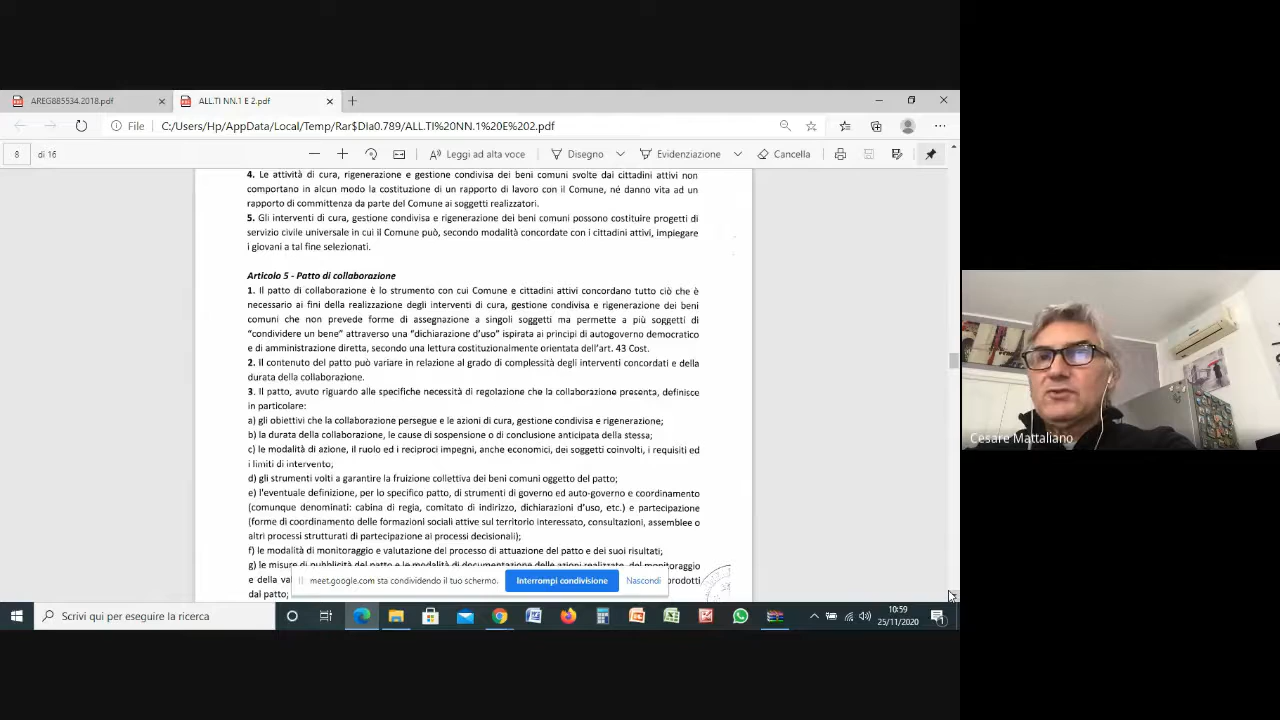 AREG885534.2018.pdf
ALL.TI NN.1 E 2.pdf
File
C:/Users/Hp/AppData/Local/Temp/Rar$DIa0.789/ALL.TI%20NN.1%20E%202.pdf
8 di 16
Leggi ad alta voce
Disegno
Evidenziazione
Cancella
4. Le attività di cura, rigenerazione e gestione condivisa dei beni comuni svolte dai cittadini attivi non
comportano in alcun modo la costituzione di un rapporto di lavoro con il Comune, né danno vita ad un
rapporto di committenza da parte del Comune ai soggetti realizzatori.
5. Gli interventi di cura, gestione condivisa e rigenerazione dei beni comuni possono costituire progetti di
servizio civile universale in cui il Comune può, secondo modalità concordate con i cittadini attivi, impiegare
i giovani a tal fine selezionati.
Articolo 5 - Patto di collaborazione
1. Il patto di collaborazione è lo strumento con cui Comune e cittadini attivi concordano tutto ciò che è
necessario ai fini della realizzazione degli interventi di cura, gestione condivisa e rigenerazione dei beni
comuni che non prevede forme di assegnazione a singoli soggetti ma permette a più soggetti di
“condividere un bene” attraverso una “dichiarazione d’uso” ispirata ai principi di autogoverno democratico
e di amministrazione diretta, secondo una lettura costituzionalmente orientata dell’art. 43 Cost.
2. Il contenuto del patto può variare in relazione al grado di complessità degli interventi concordati e della
durata della collaborazione.
3. Il patto, avuto riguardo alle specifiche necessità di regolazione che la collaborazione presenta, definisce
in particolare:
a) gli obiettivi che la collaborazione persegue e le azioni di cura, gestione condivisa e rigenerazione;
b) la durata della collaborazione, le cause di sospensione o di conclusione anticipata della stessa;
c) le modalità di azione, il ruolo ed i reciproci impegni, anche economici, dei soggetti coinvolti, i requisiti ed
i limiti di intervento;
d) gli strumenti volti a garantire la fruizione collettiva dei beni comuni oggetto del patto;
e) l'eventuale definizione, per lo specifico patto, di strumenti di governo ed auto-governo e coordinamento
(comunque denominati: cabina di regia, comitato di indirizzo, dichiarazioni d’uso, etc.) e partecipazione
(forme di coordinamento delle formazioni sociali attive sul territorio interessato, consultazioni, assemblee o
altri processi strutturati di partecipazione ai processi decisionali);
f) le modalità di monitoraggio e valutazione del processo di attuazione del patto e dei suoi risultati;
g) le misure di pubblicità del patto e le modalità di documentazione delle azioni realizzate, del monitoraggio
e della va
prodotti
dal patto;
meet.google.com sta condividendo il tuo schermo.
Interrompi condivisione
Nascondi
Cesare Mattaliano
Scrivi qui per eseguire la ricerca
10:59
25/11/2020
1